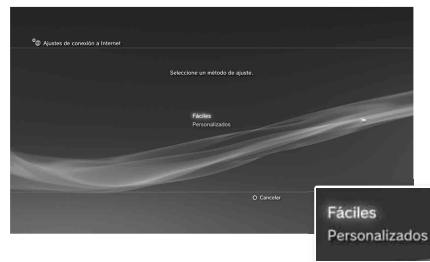 Ajustes de conexión a Internet
Seleccione un método de ajuste.
Fáciles
Personalizados
Cancelar
Fáciles
Personalizados